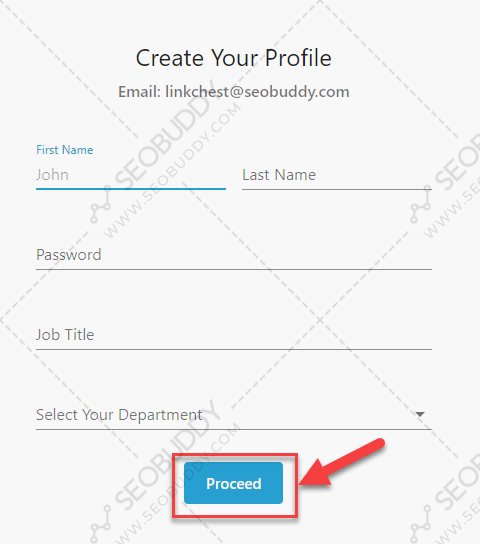 Create Your Profile
Email: linkchest@seobuddy.com
First Name
John
Last Name
Password
Job Title
Select Your Department
Proceed
SEOBUDDY
WWW.SEOBUDDY.COM
SEOBUDDY
WWW.SEOBUDDY.COM
SEOBUDDY
WWW.SEOBUDDY.COM
SEOBUDDY
WWW.SEOBUDDY.COM